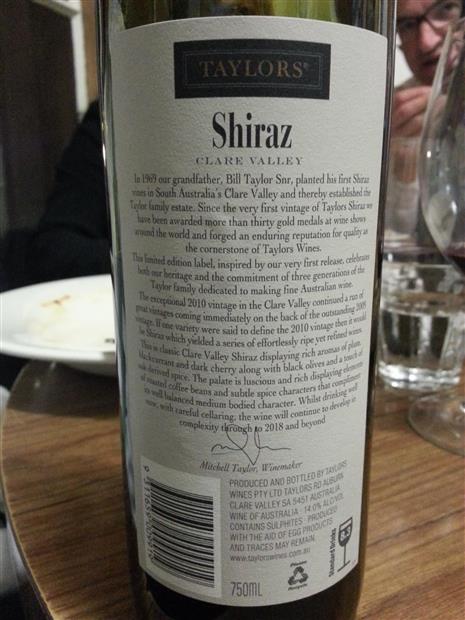 TAYLORS®
Shiraz
CLARE VALLEY
In 1969 our grandfather, Bill Taylor Snr, planted his first Shiraz
vines in South Australia's Clare Valley and thereby established the
Taylor family estate. Since the very first vintage of Taylors Shiraz we
have been awarded more than thirty gold medals at wine shows
around the world and forged an enduring reputation for quality as
the cornerstone of Taylors Wines.
This limited edition label, inspired by our very first release, celebrates
both our heritage and the commitment of three generations of the
Taylor family dedicated to making fine Australian wine.
The exceptional 2010 vintage in the Clare Valley continued a run of
great vintages coming immediately on the back of the outstanding 2009
vintage. If one variety were said to define the 2010 vintage then it would
be Shiraz which yielded a series of effortlessly ripe yet refined wines.
This is classic Clare Valley Shiraz displaying rich aromas of plum,
blackcurrant and dark cherry along with black olives and a touch of
oak derived spice. The palate is luscious and rich displaying elements
of roasted coffee beans and subtle spice characters that compliment
its well balanced medium bodied character. Whilst drinking well
now, with careful cellaring, the wine will continue to develop in
complexity through to 2018 and beyond
Mitchell Taylor, Winemaker
PRODUCED AND BOTTLED BY TAYLORS
WINES PTY LTD TAYLORS RD AUBURN
CLARE VALLEY SA 5451 AUSTRALIA
WINE OF AUSTRALIA · 14.0% ALC/VOL
CONTAINS SULPHITES · PRODUCED
WITH THE AID OF EGG PRODUCTS
AND TRACES MAY REMAIN.
www.taylorswines.com.au
750ML
Please
Recycle
Standard Drinks